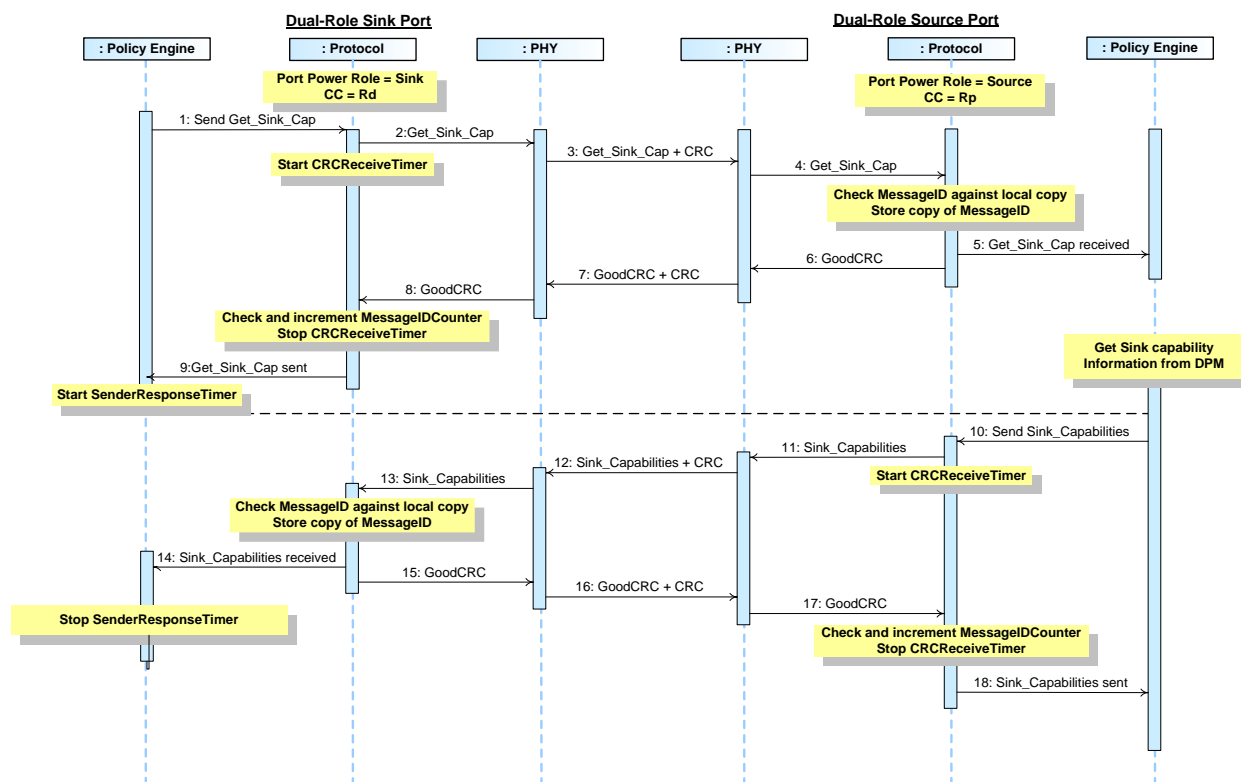 Dual-Role Sink Port
Dual-Role Source Port
: Policy Engine
: Protocol
: PHY
: PHY
: Protocol
: Policy Engine
Port Power Role = Sink
CC = Rd
Port Power Role = Source
CC = Rp
1: Send Get_Sink_Cap
2:Get_Sink_Cap
Start CRCReceiveTimer
3: Get_Sink_Cap + CRC
4: Get_Sink_Cap
Check MessageID against local copy
Store copy of MessageID
5: Get_Sink_Cap received
6: GoodCRC
7: GoodCRC + CRC
8: GoodCRC
Check and increment MessageIDCounter
Stop CRCReceiveTimer
9:Get_Sink_Cap sent
Start SenderResponseTimer
Get Sink capability
Information from DPM
10: Send Sink_Capabilities
11: Sink_Capabilities
Start CRCReceiveTimer
12: Sink_Capabilities + CRC
13: Sink_Capabilities
Check MessageID against local copy
Store copy of MessageID
14: Sink_Capabilities received
15: GoodCRC
16: GoodCRC + CRC
17: GoodCRC
Stop SenderResponseTimer
Check and increment MessageIDCounter
Stop CRCReceiveTimer
18: Sink_Capabilities sent